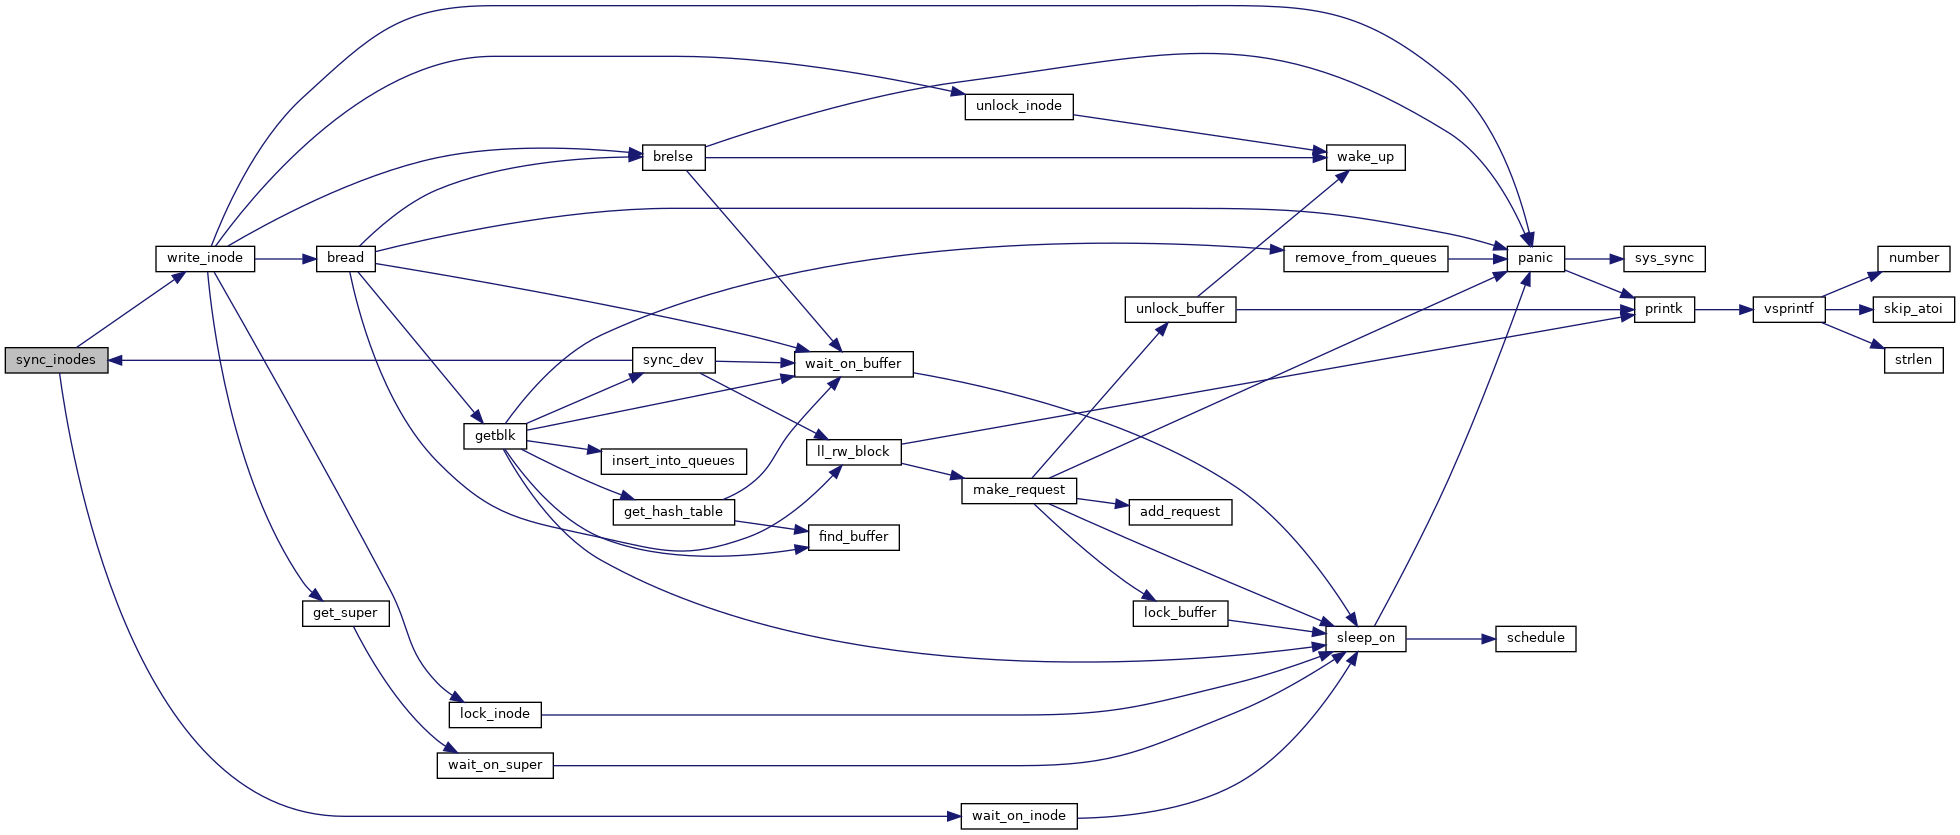 unlock_inode
brelse
wake_up
write_inode
bread
remove_from_queues
panic
sys_sync
number
unlock_buffer
printk
vsprintf
skip_atoi
sync_inodes
sync_dev
wait_on_buffer
strlen
getblk
ll_rw_block
insert_into_queues
make_request
get_hash_table
add_request
find_buffer
get_super
lock_buffer
sleep_on
schedule
lock_inode
wait_on_super
wait_on_inode